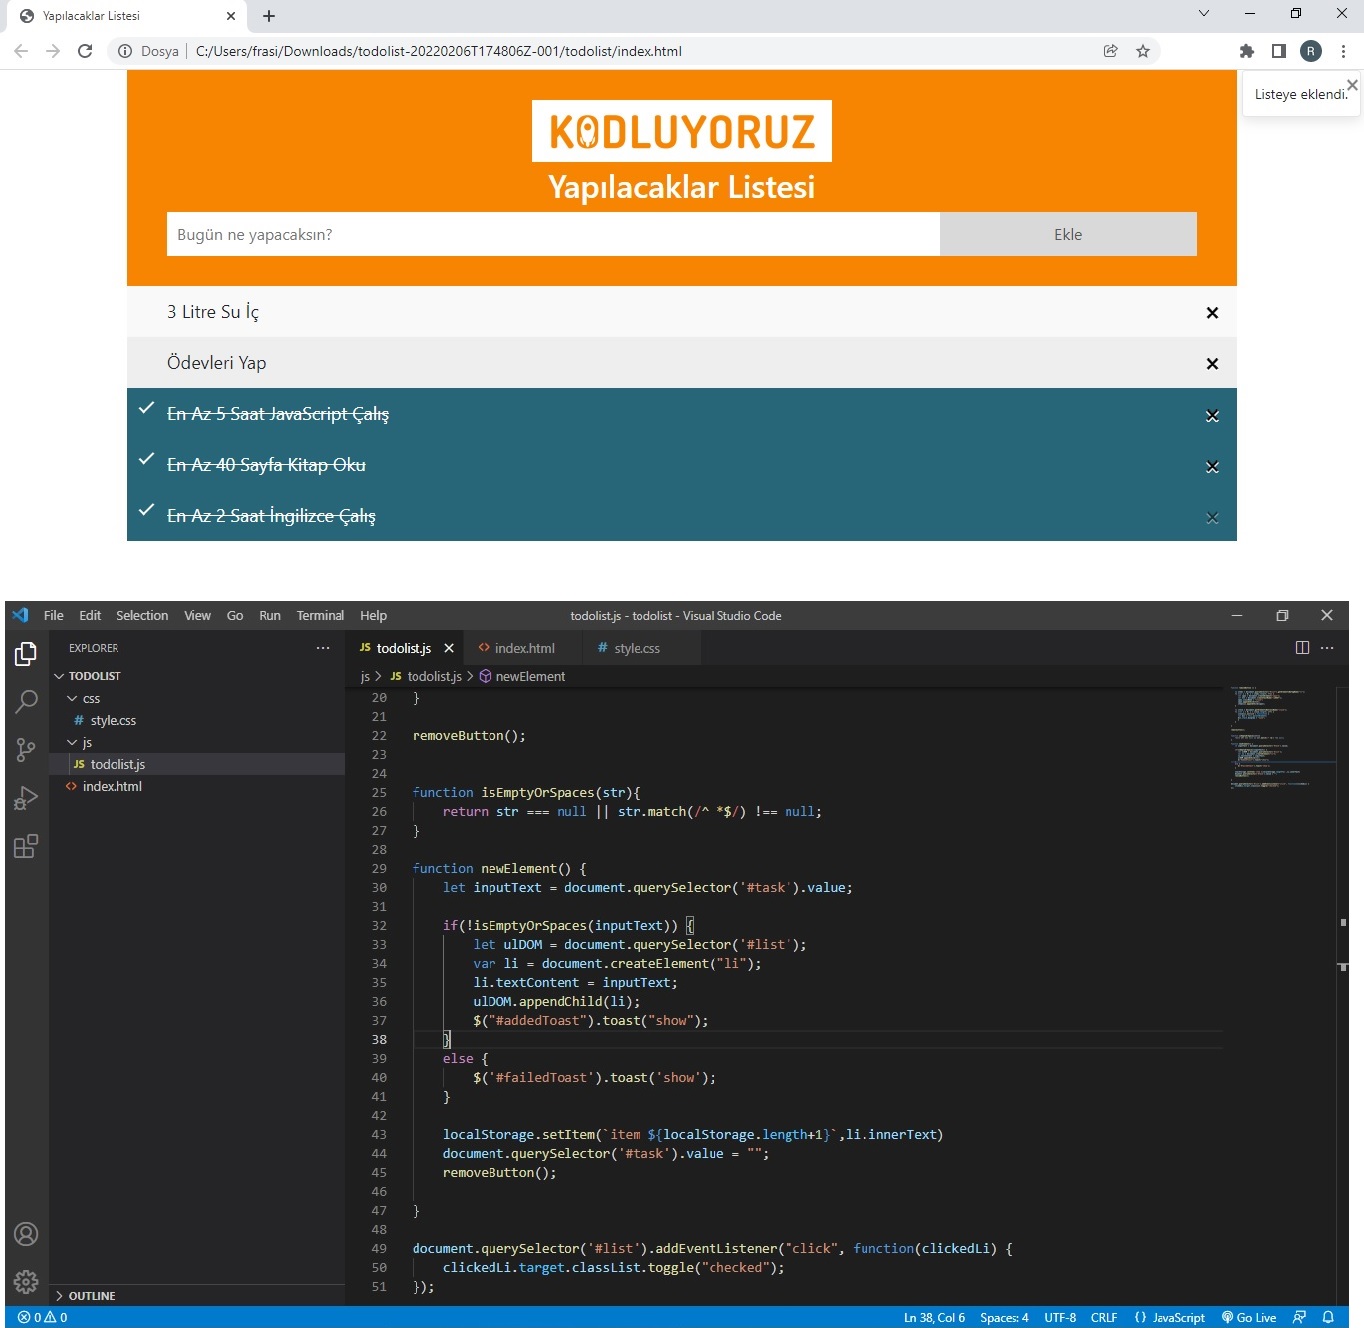 Yapılacaklar Listesi
Dosya C:/Users/frasi/Downloads/todolist-20220206T174806Z-001/todolist/index.html R
Listeye eklendi.
KODLUYORUZ
Yapılacaklar Listesi
Bugün ne yapacaksın? Ekle
3 Litre Su İç
Ödevleri Yap
En Az 5 Saat JavaScript Çalış
En Az 40 Sayfa Kitap Oku
En Az 2 Saat İngilizce Çalış
File Edit Selection View Go Run Terminal Help todolist.js - todolist - Visual Studio Code
EXPLORER ··· JS todolist.js <> index.html # style.css ···
TODOLIST js > JS todolist.js > newElement
css
# style.css
js
JS todolist.js
<> index.html
20 }
21
22 removeButton();
23
24
25 function isEmptyOrSpaces(str){
26 return str === null || str.match(/^ *$/) !== null;
27 }
28
29 function newElement() {
30 let inputText = document.querySelector('#task').value;
31
32 if(!isEmptyOrSpaces(inputText)) {
33 let ulDOM = document.querySelector('#list');
34 var li = document.createElement("li");
35 li.textContent = inputText;
36 ulDOM.appendChild(li);
37 $("#addedToast").toast("show");
38 }
39 else {
40 $('#failedToast').toast('show');
41 }
42
43 localStorage.setItem(`item ${localStorage.length+1}`,li.innerText)
44 document.querySelector('#task').value = "";
45 removeButton();
46
47 }
48
49 document.querySelector('#list').addEventListener("click", function(clickedLi) {
50 clickedLi.target.classList.toggle("checked");
51 });
OUTLINE
0 0 Ln 38, Col 6 Spaces: 4 UTF-8 CRLF {} JavaScript Go Live